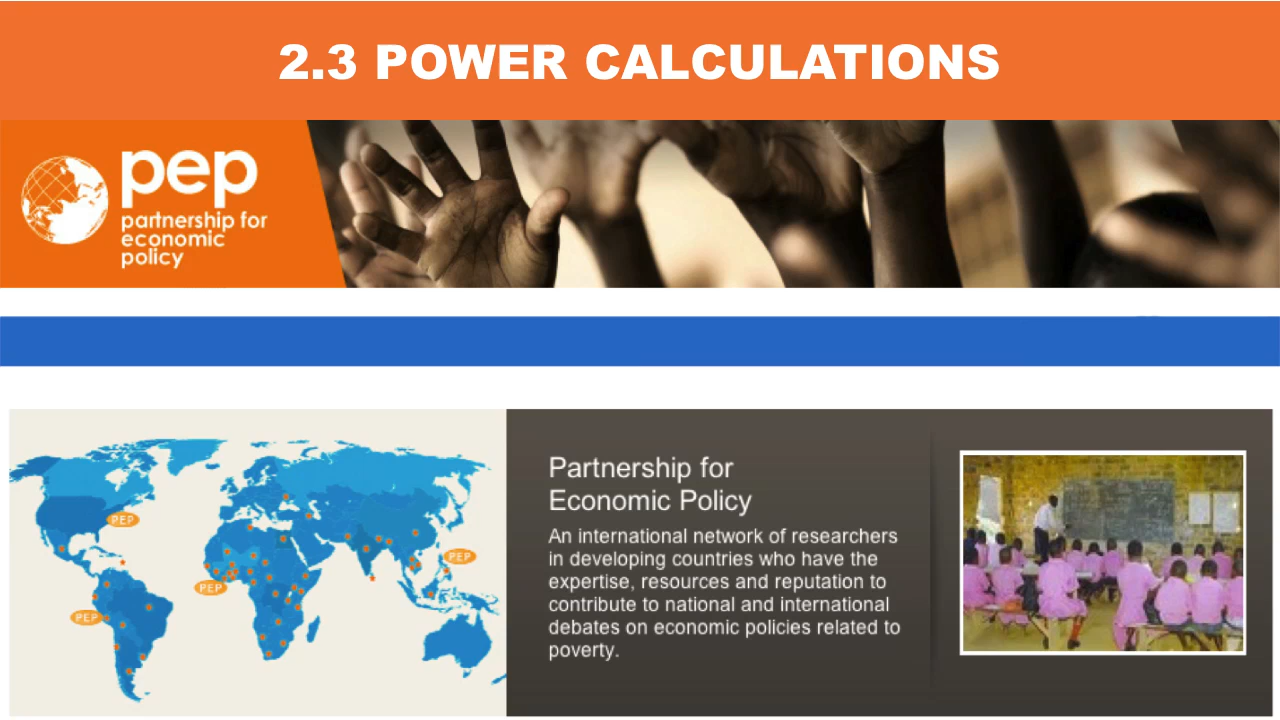 2.3 POWER CALCULATIONS
pep
partnership for
economic
policy
PEP
PEP
PEP
PEP
Partnership for
Economic Policy
An international network of researchers
in developing countries who have the
expertise, resources and reputation to
contribute to national and international
debates on economic policies related to
poverty.